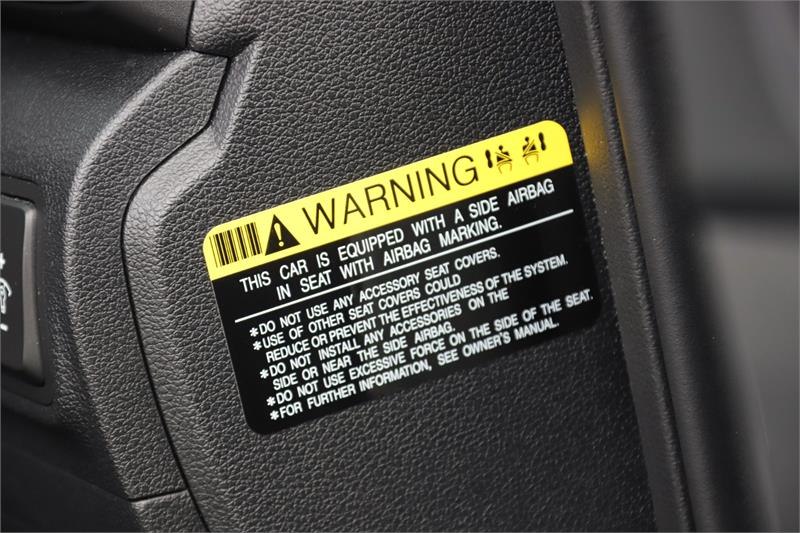 WARNING
THIS CAR IS EQUIPPED WITH A SIDE AIRBAG
IN SEAT WITH AIRBAG MARKING.
*DO NOT USE ANY ACCESSORY SEAT COVERS.
*USE OF OTHER SEAT COVERS COULD
REDUCE OR PREVENT THE EFFECTIVENESS OF THE SYSTEM.
*DO NOT INSTALL ANY ACCESSORIES ON THE
SIDE OR NEAR THE SIDE AIRBAG.
*DO NOT USE EXCESSIVE FORCE ON THE SIDE OF THE SEAT.
*FOR FURTHER INFORMATION, SEE OWNER'S MANUAL.